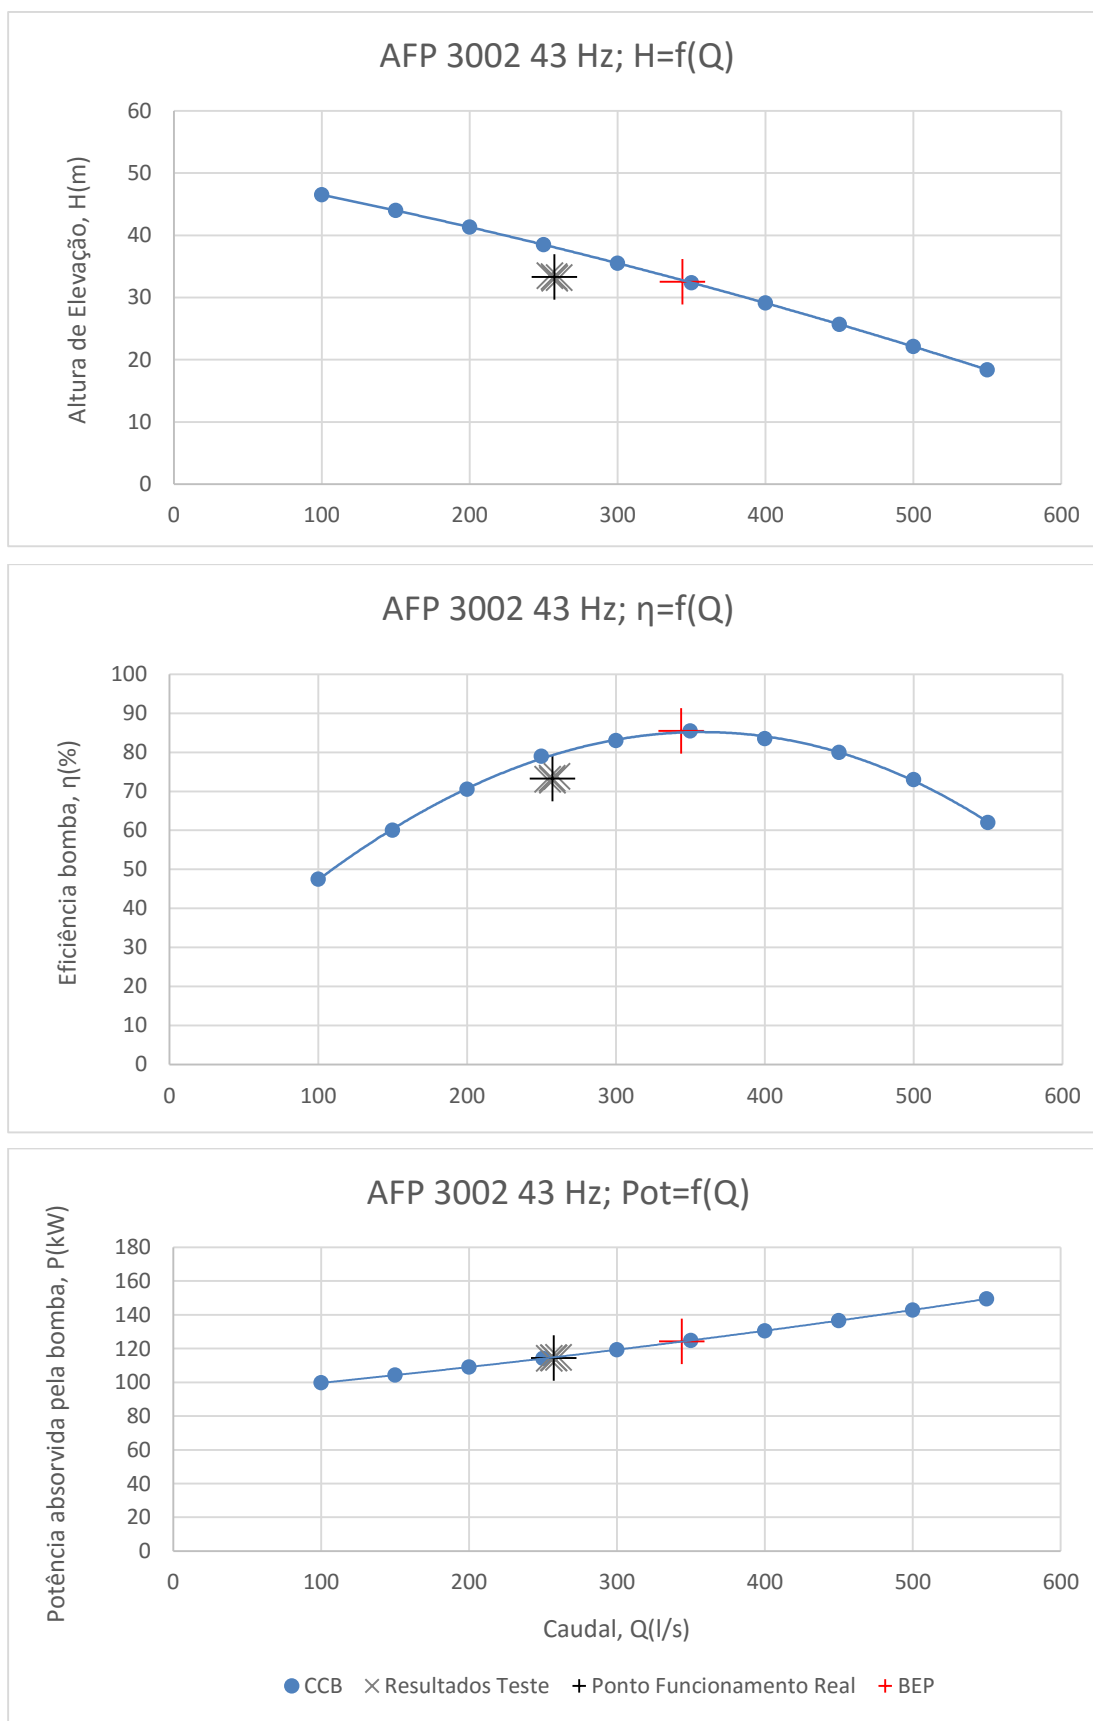 AFP 3002 43 Hz; H=f(Q)
Altura de Elevação, H(m)
60
50
40
30
20
10
0
0 100 200 300 400 500 600
AFP 3002 43 Hz; η=f(Q)
Eficiência bomba, η(%)
100
90
80
70
60
50
40
30
20
10
0
0 100 200 300 400 500 600
AFP 3002 43 Hz; Pot=f(Q)
Potência absorvida pela bomba, P(kW)
180
160
140
120
100
80
60
40
20
0
0 100 200 300 400 500 600
Caudal, Q(l/s)
CCB Resultados Teste Ponto Funcionamento Real BEP